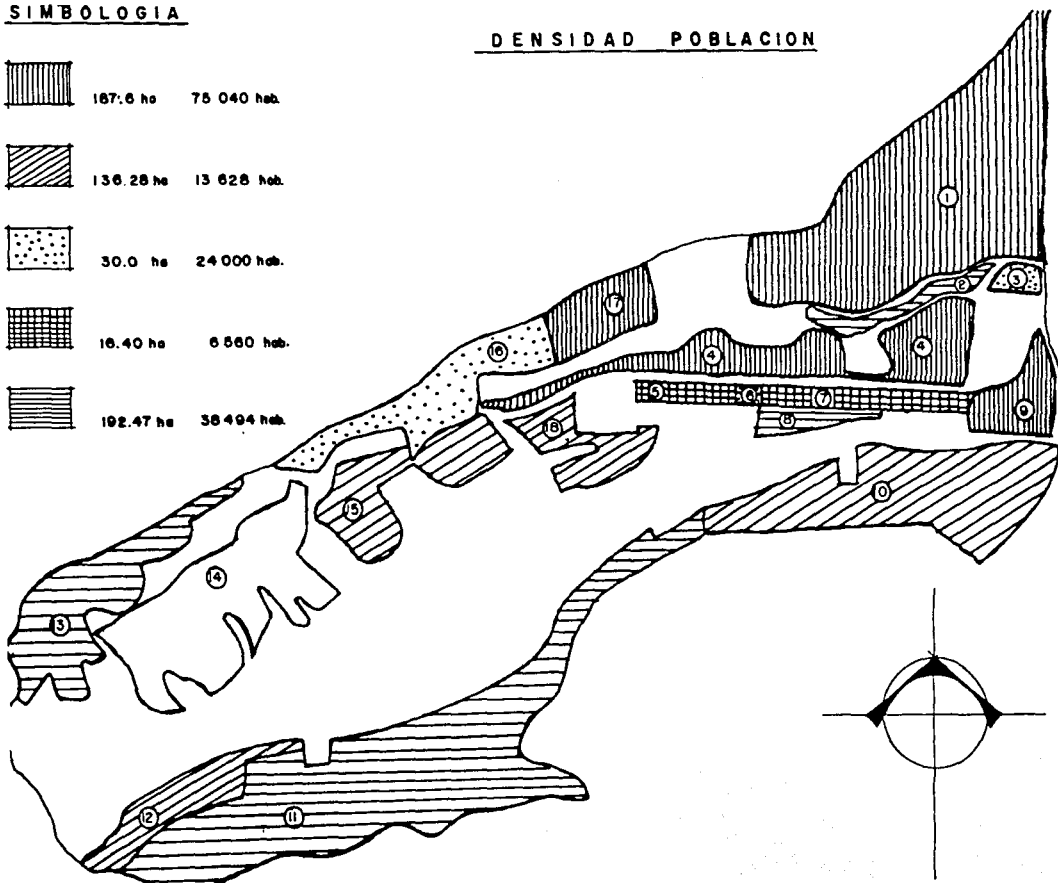 SIMBOLOGIA
DENSIDAD POBLACION
167.6 ha 75 040 hab.
136.28 ha 13 628 hab.
30.0 ha 24 000 hab.
16.40 ha 6 560 hab.
192.47 ha 38 494 hab.
1
2
3
17
16
4
4
5
6
7
8
9
18
0
15
14
3
12
11